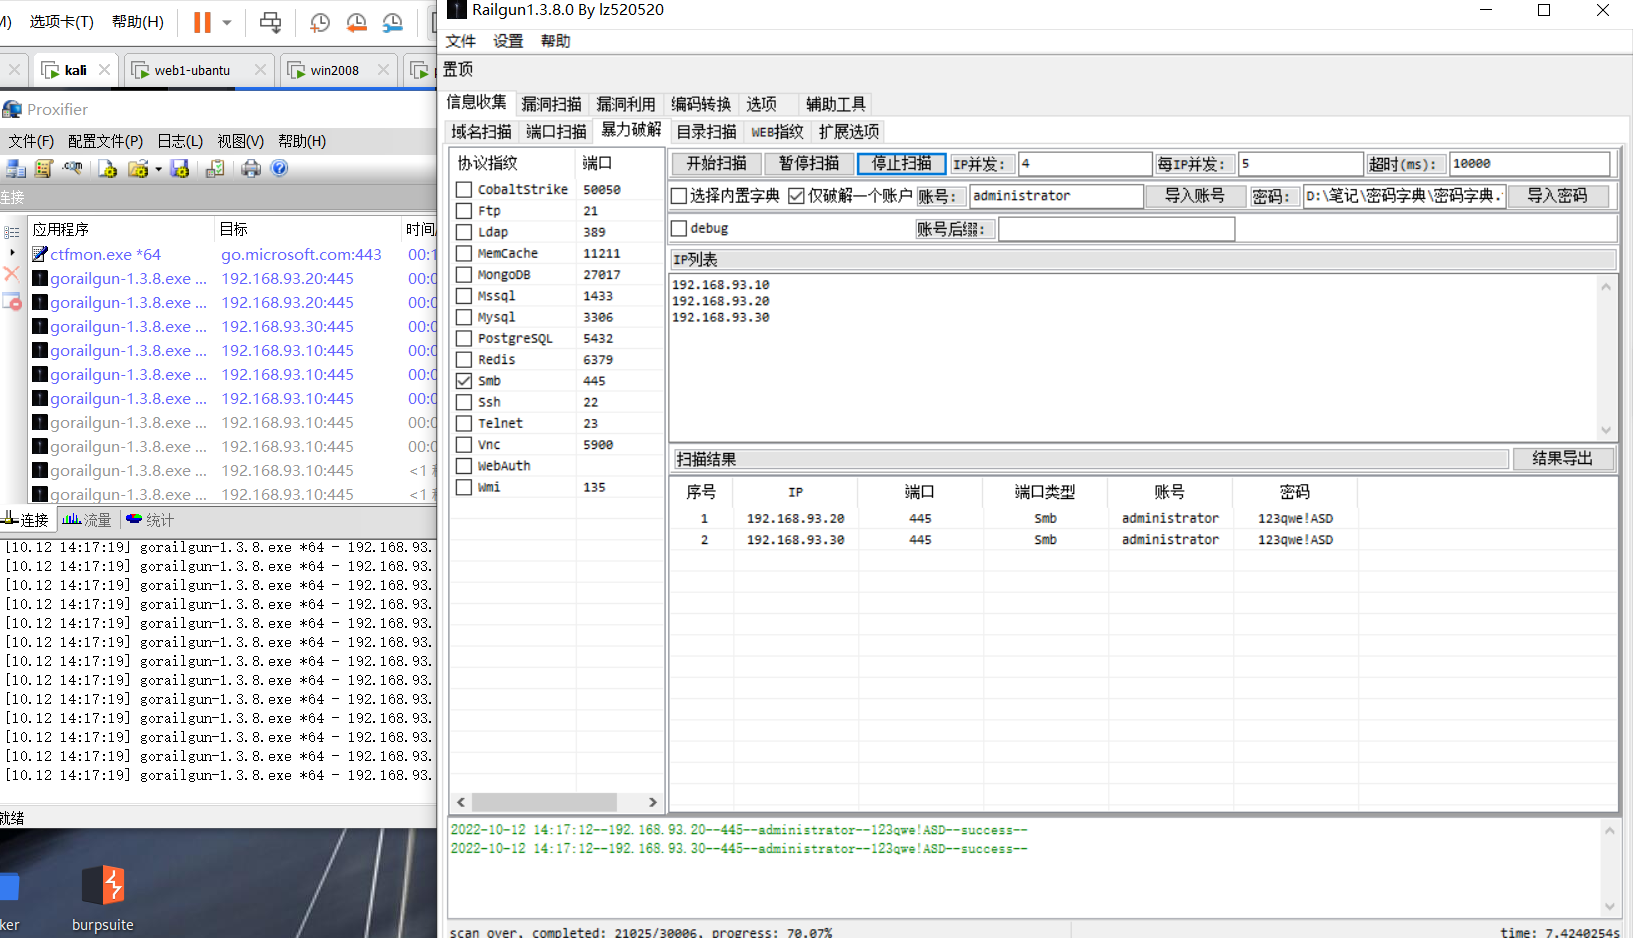 M) 选项卡(T) 帮助(H)
kali
web1-ubantu
win2008
Proxifier
文件(F) 配置文件(P) 日志(L) 视图(V) 帮助(H)
连接
应用程序 目标 时间
ctfmon.exe *64 go.microsoft.com:443 00:1
gorailgun-1.3.8.exe ... 192.168.93.20:445 00:0
gorailgun-1.3.8.exe ... 192.168.93.20:445 00:0
gorailgun-1.3.8.exe ... 192.168.93.30:445 00:0
gorailgun-1.3.8.exe ... 192.168.93.10:445 00:0
gorailgun-1.3.8.exe ... 192.168.93.10:445 00:0
gorailgun-1.3.8.exe ... 192.168.93.10:445 00:0
gorailgun-1.3.8.exe ... 192.168.93.10:445 00:0
gorailgun-1.3.8.exe ... 192.168.93.10:445 00:0
gorailgun-1.3.8.exe ... 192.168.93.10:445 <1
gorailgun-1.3.8.exe ... 192.168.93.10:445 <1
连接 流量 统计
[10.12 14:17:19] gorailgun-1.3.8.exe *64 - 192.168.93.
[10.12 14:17:19] gorailgun-1.3.8.exe *64 - 192.168.93.
[10.12 14:17:19] gorailgun-1.3.8.exe *64 - 192.168.93.
[10.12 14:17:19] gorailgun-1.3.8.exe *64 - 192.168.93.
[10.12 14:17:19] gorailgun-1.3.8.exe *64 - 192.168.93.
[10.12 14:17:19] gorailgun-1.3.8.exe *64 - 192.168.93.
[10.12 14:17:19] gorailgun-1.3.8.exe *64 - 192.168.93.
[10.12 14:17:19] gorailgun-1.3.8.exe *64 - 192.168.93.
[10.12 14:17:19] gorailgun-1.3.8.exe *64 - 192.168.93.
[10.12 14:17:19] gorailgun-1.3.8.exe *64 - 192.168.93.
[10.12 14:17:19] gorailgun-1.3.8.exe *64 - 192.168.93.
[10.12 14:17:19] gorailgun-1.3.8.exe *64 - 192.168.93.
[10.12 14:17:19] gorailgun-1.3.8.exe *64 - 192.168.93.
就绪
ker
burpsuite
Railgun1.3.8.0 By lz520520
文件 设置 帮助
置顶
信息收集 漏洞扫描 漏洞利用 编码转换 选项 辅助工具
域名扫描 端口扫描 暴力破解 目录扫描 WEB指纹 扩展选项
协议指纹 端口
CobaltStrike 50050
Ftp 21
Ldap 389
MemCache 11211
MongoDB 27017
Mssql 1433
Mysql 3306
PostgreSQL 5432
Redis 6379
Smb 445
Ssh 22
Telnet 23
Vnc 5900
WebAuth
Wmi 135
开始扫描 暂停扫描 停止扫描 IP并发: 4 每IP并发: 5 超时(ms): 10000
选择内置字典 仅破解一个账户 账号: administrator 导入账号 密码: D:\笔记\密码字典\密码字典. 导入密码
debug 账号后缀:
IP列表
192.168.93.10
192.168.93.20
192.168.93.30
扫描结果 结果导出
序号 IP 端口 端口类型 账号 密码
1 192.168.93.20 445 Smb administrator 123qwe!ASD
2 192.168.93.30 445 Smb administrator 123qwe!ASD
2022-10-12 14:17:12--192.168.93.20--445--administrator--123qwe!ASD--success--
2022-10-12 14:17:12--192.168.93.30--445--administrator--123qwe!ASD--success--
scan over. completed: 21025/30006. progress: 70.07% time: 7.4240254s